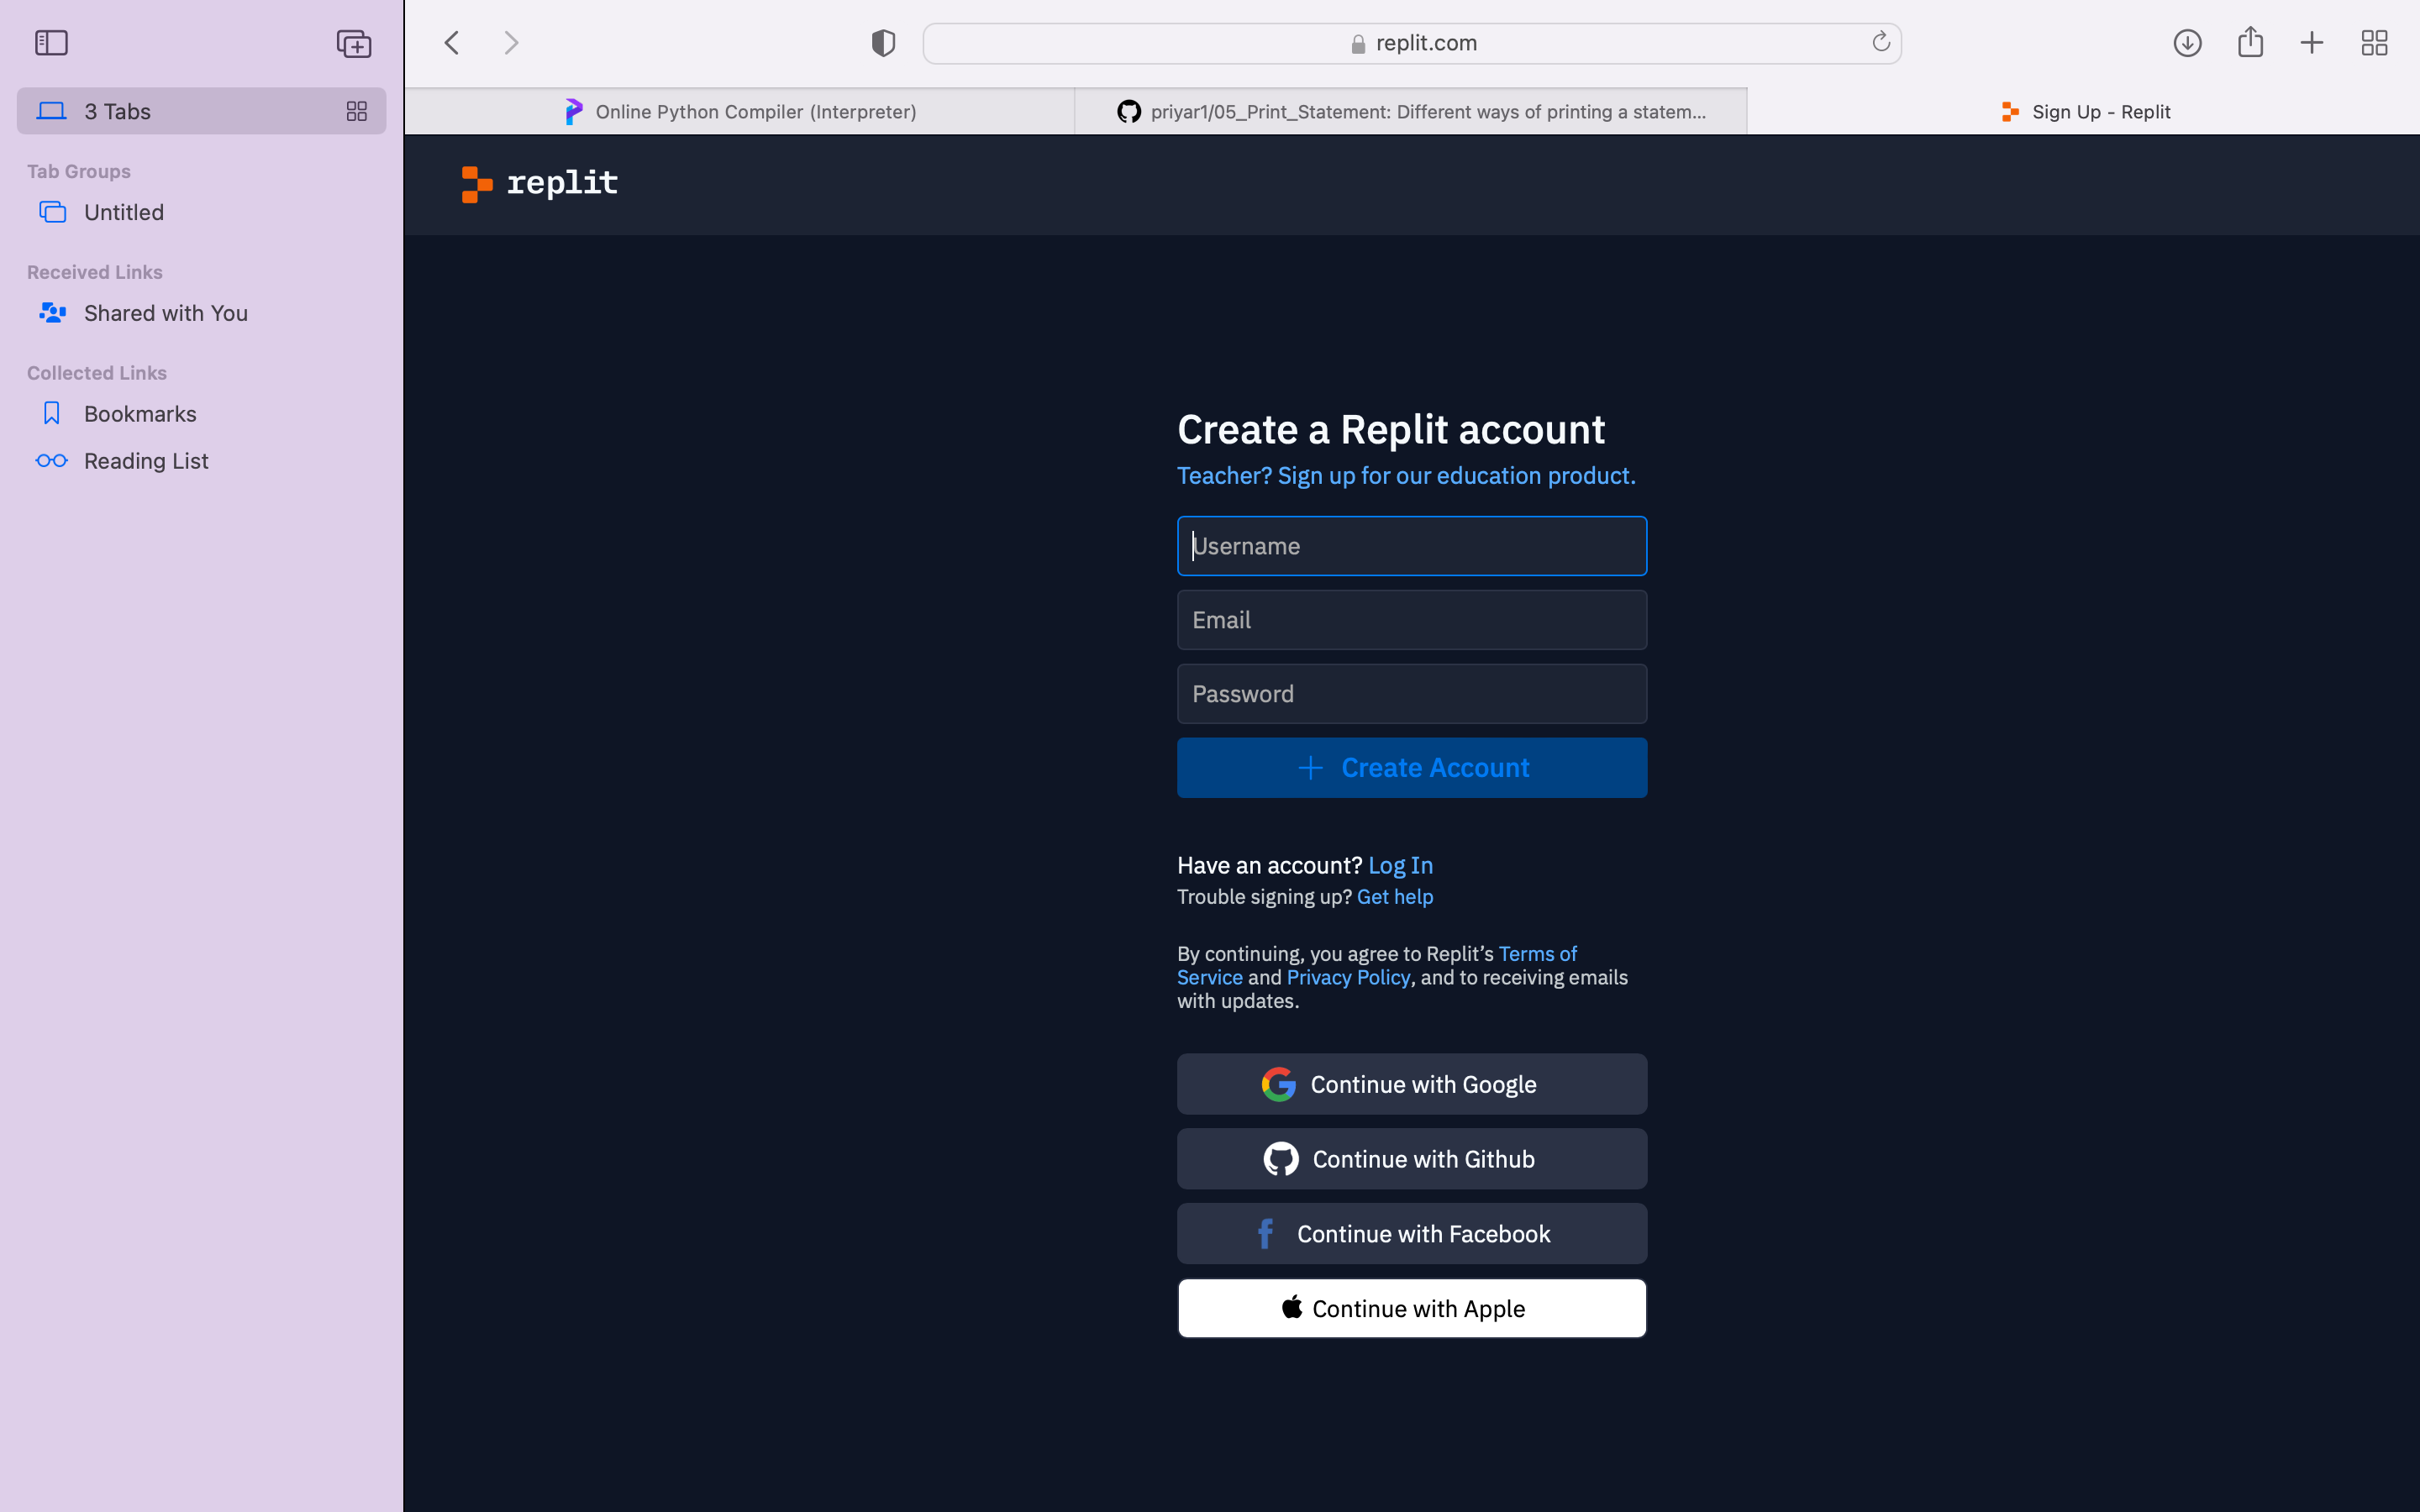 replit.com
3 Tabs
Online Python Compiler (Interpreter)
priyar1/05_Print_Statement: Different ways of printing a statem...
Sign Up - Replit
Tab Groups
Untitled
Received Links
Shared with You
Collected Links
Bookmarks
Reading List
replit
Create a Replit account
Teacher? Sign up for our education product.
Username
Email
Password
Create Account
Have an account? Log In
Trouble signing up? Get help
By continuing, you agree to Replit’s Terms of
Service and Privacy Policy, and to receiving emails
with updates.
Continue with Google
Continue with Github
Continue with Facebook
Continue with Apple